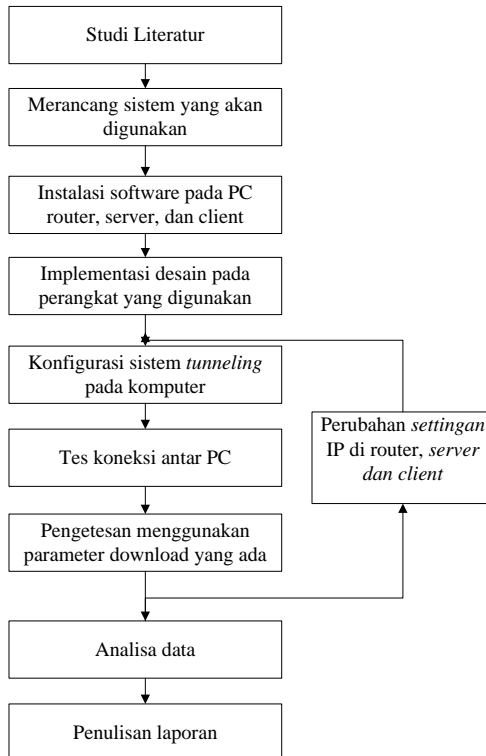 Studi Literatur
Merancang sistem yang akan
digunakan
Instalasi software pada PC
router, server, dan client
Implementasi desain pada
perangkat yang digunakan
Konfigurasi sistem tunneling
pada komputer
Tes koneksi antar PC
Pengetesan menggunakan
parameter download yang ada
Perubahan settingan
IP di router, server
dan client
Analisa data
Penulisan laporan